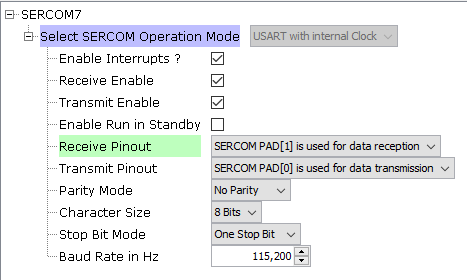 SERCOM7
Select SERCOM Operation Mode USART with internal Clock
Enable Interrupts ?
Receive Enable
Transmit Enable
Enable Run in Standby
Receive Pinout SERCOM PAD[1] is used for data reception
Transmit Pinout SERCOM PAD[0] is used for data transmission
Parity Mode No Parity
Character Size 8 Bits
Stop Bit Mode One Stop Bit
Baud Rate in Hz 115,200